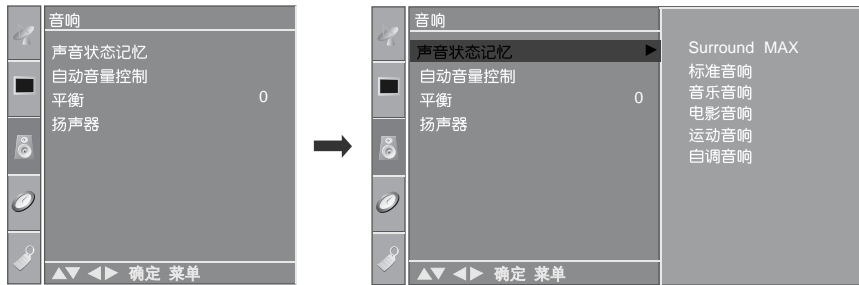 音响
声音状态记忆
自动音量控制
平衡 0
扬声器
▲▼ ◀▶ 确定 菜单
音响
声音状态记忆 ▶
自动音量控制
平衡 0
扬声器
▲▼ ◀▶ 确定 菜单
Surround MAX
标准音响
音乐音响
电影音响
运动音响
自调音响